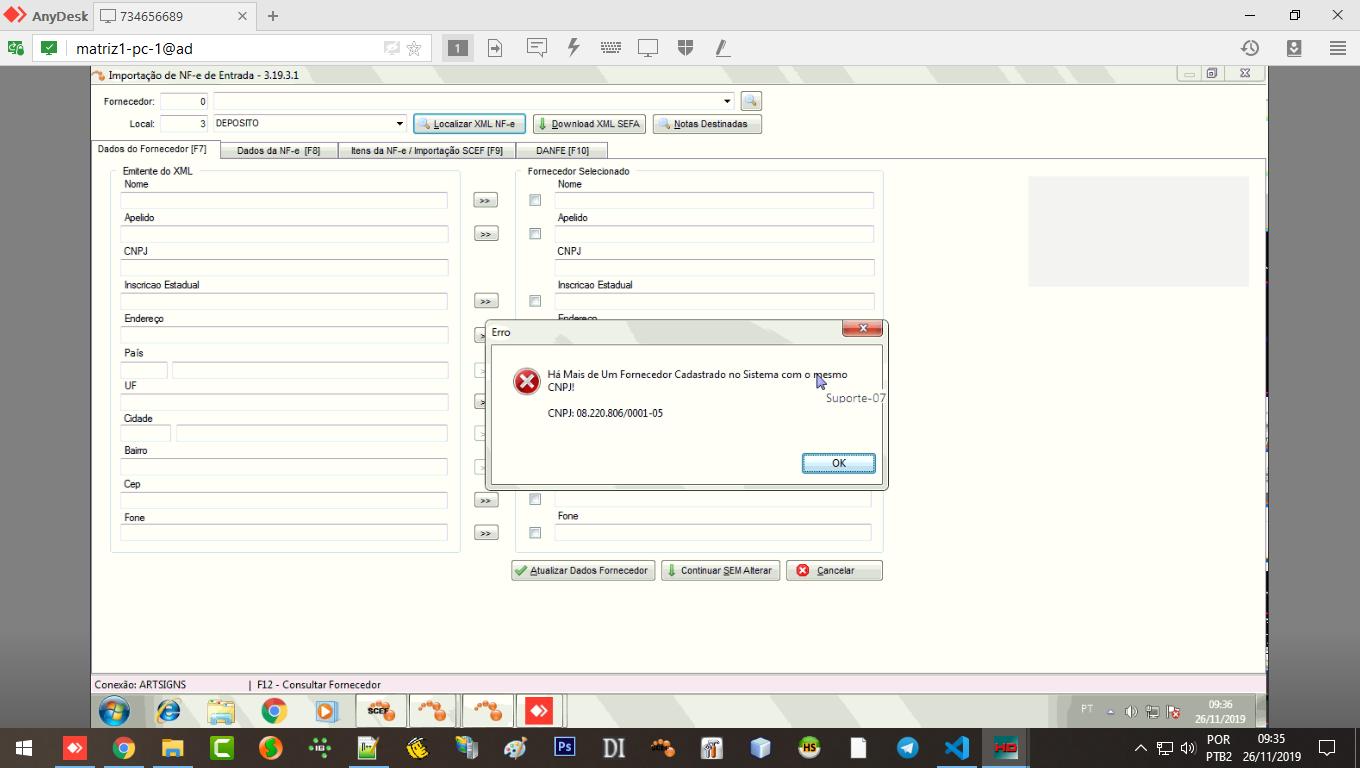 AnyDesk
734656689
matriz1-pc-1@ad
1
Importação de NF-e de Entrada - 3.19.3.1
Fornecedor: 0
Local: 3 DEPOSITO
Localizar XML NF-e
Download XML SEFA
Notas Destinadas
Dados do Fornecedor [F7]
Dados da NF-e [F8]
Itens da NF-e / Importação SCEF [F9]
DANFE [F10]
Emitente do XML
Nome
>>
Apelido
>>
CNPJ
Inscricao Estadual
>>
Endereço
País
UF
Cidade
Bairro
Cep
>>
Fone
>>
Fornecedor Selecionado
Nome
Apelido
CNPJ
Inscricao Estadual
Endereço
Fone
Erro
Há Mais de Um Fornecedor Cadastrado no Sistema com o mesmo
CNPJ!
CNPJ: 08.220.806/0001-05
OK
Suporte-07
Atualizar Dados Fornecedor
Continuar SEM Alterar
Cancelar
Conexão: ARTSIGNS | F12 - Consultar Fornecedor
SCEF
PT
09:36
26/11/2019
Ps
DI
HS
HD
POR
PTB2
09:35
26/11/2019